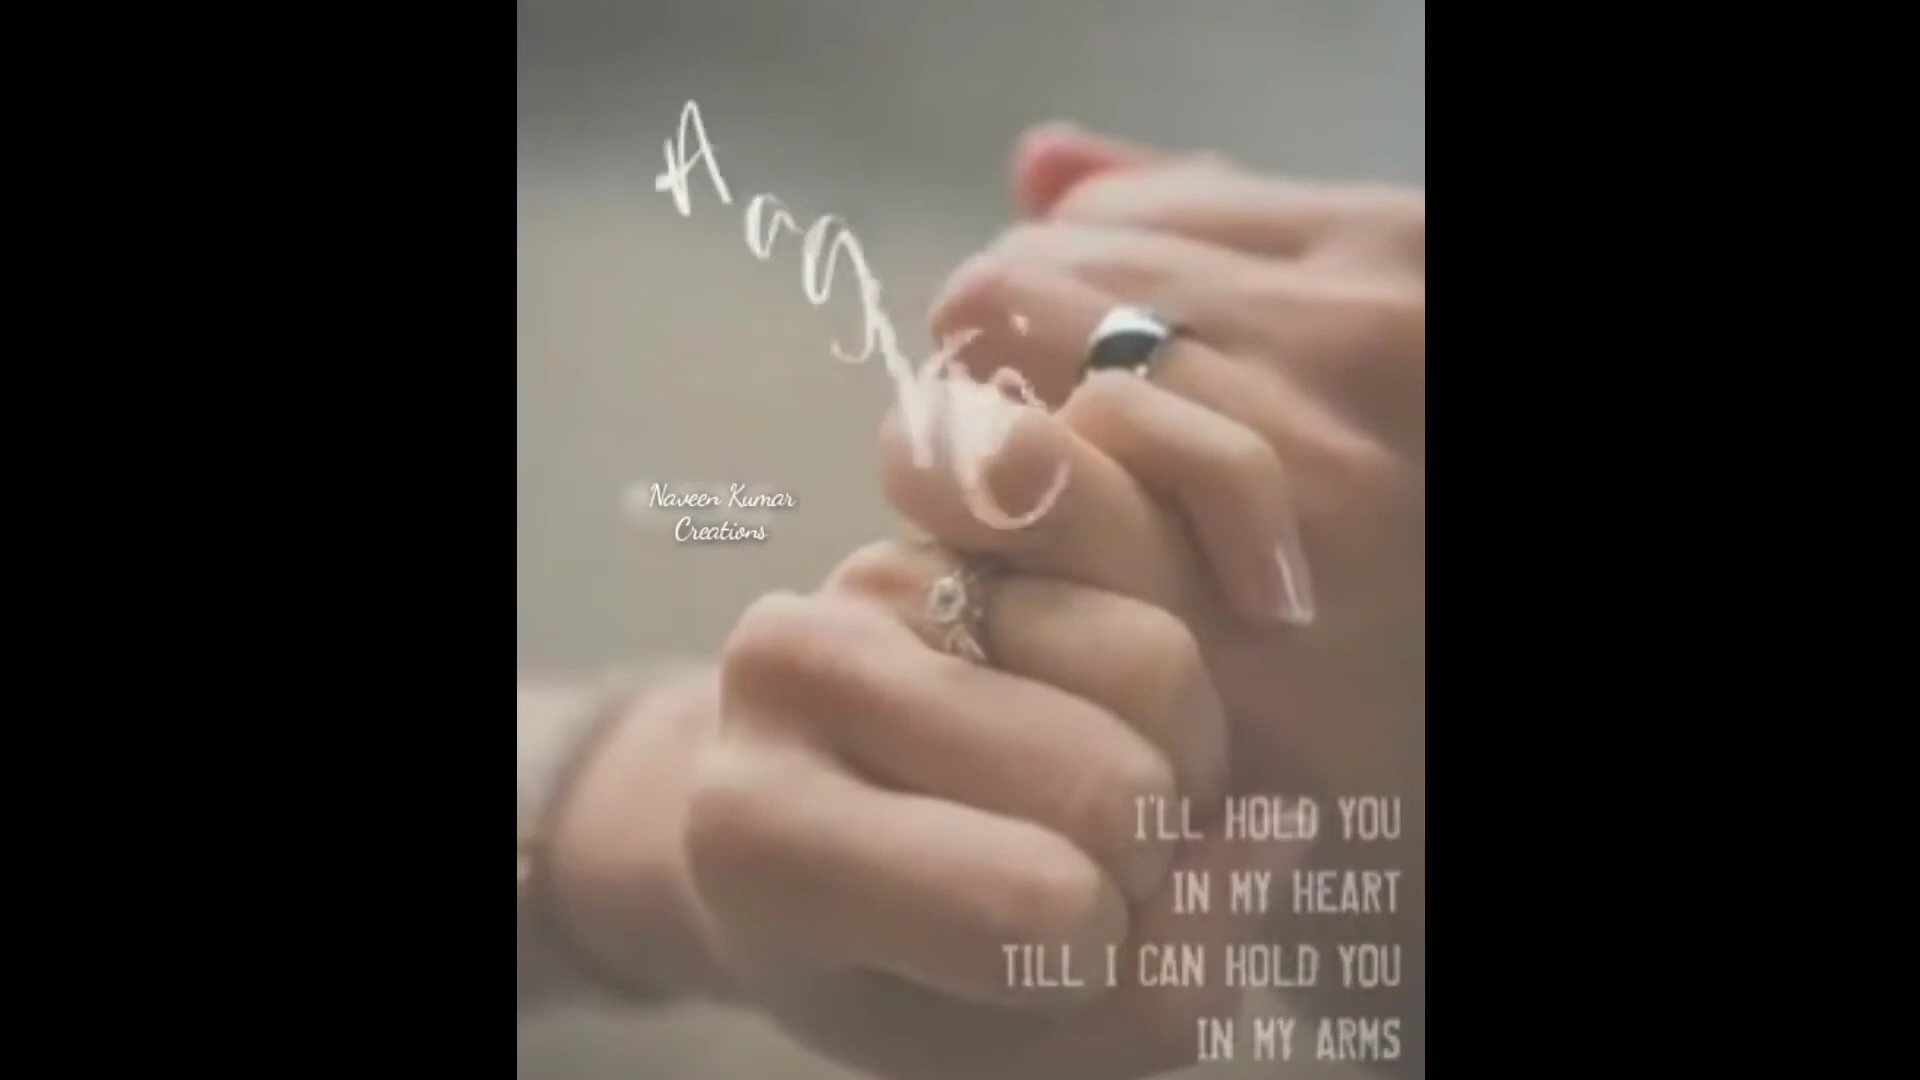 Naveen Kumar
Creations
I'LL HOLD YOU
IN MY HEART
TILL I CAN HOLD YOU
IN MY ARMS